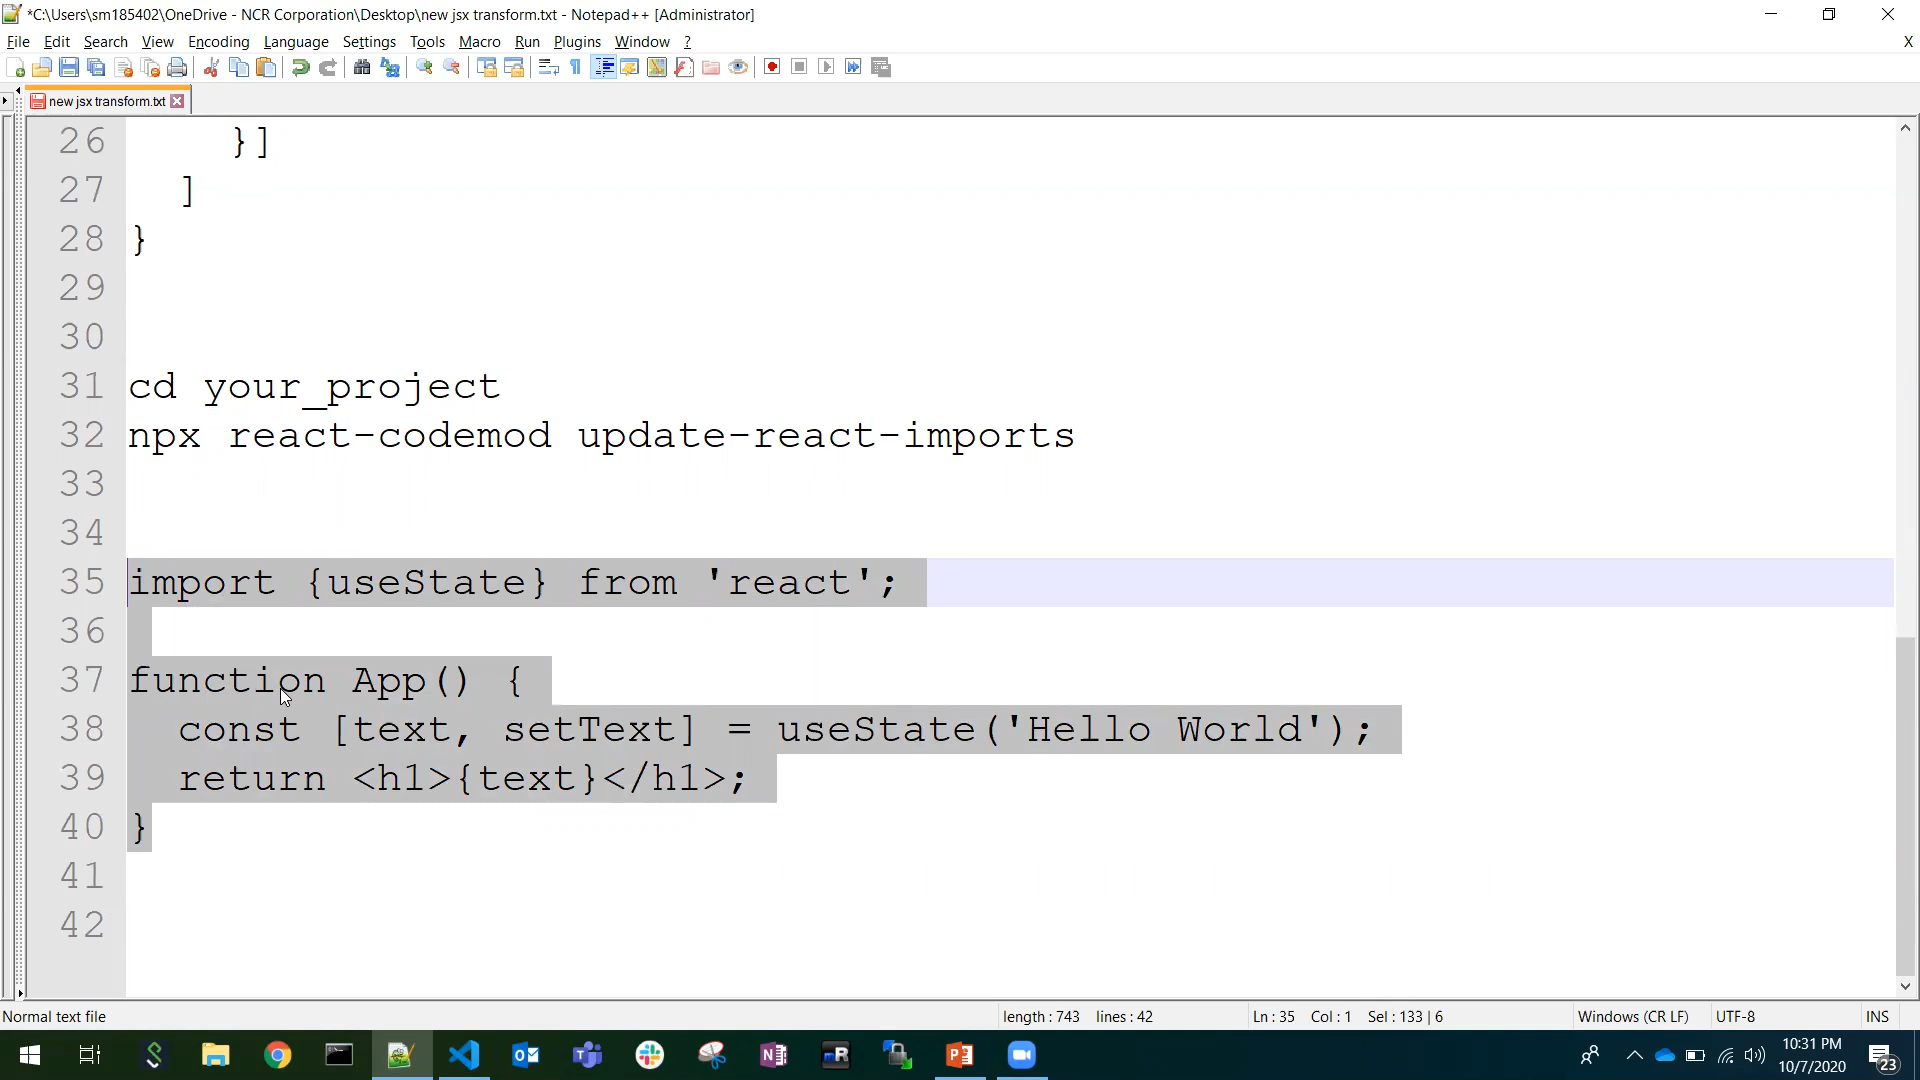 *C:\Users\sm185402\OneDrive - NCR Corporation\Desktop\new jsx transform.txt - Notepad++ [Administrator]
File Edit Search View Encoding Language Settings Tools Macro Run Plugins Window ? X
new jsx transform.txt
26 }]
27 ]
28 }
29
30
31 cd your_project
32 npx react-codemod update-react-imports
33
34
35 import {useState} from 'react';
36
37 function App() {
38 const [text, setText] = useState('Hello World');
39 return <h1>{text}</h1>;
40 }
41
42
Normal text file length : 743 lines : 42 Ln : 35 Col : 1 Sel : 133 | 6 Windows (CR LF) UTF-8 INS
10:31 PM
10/7/2020
23